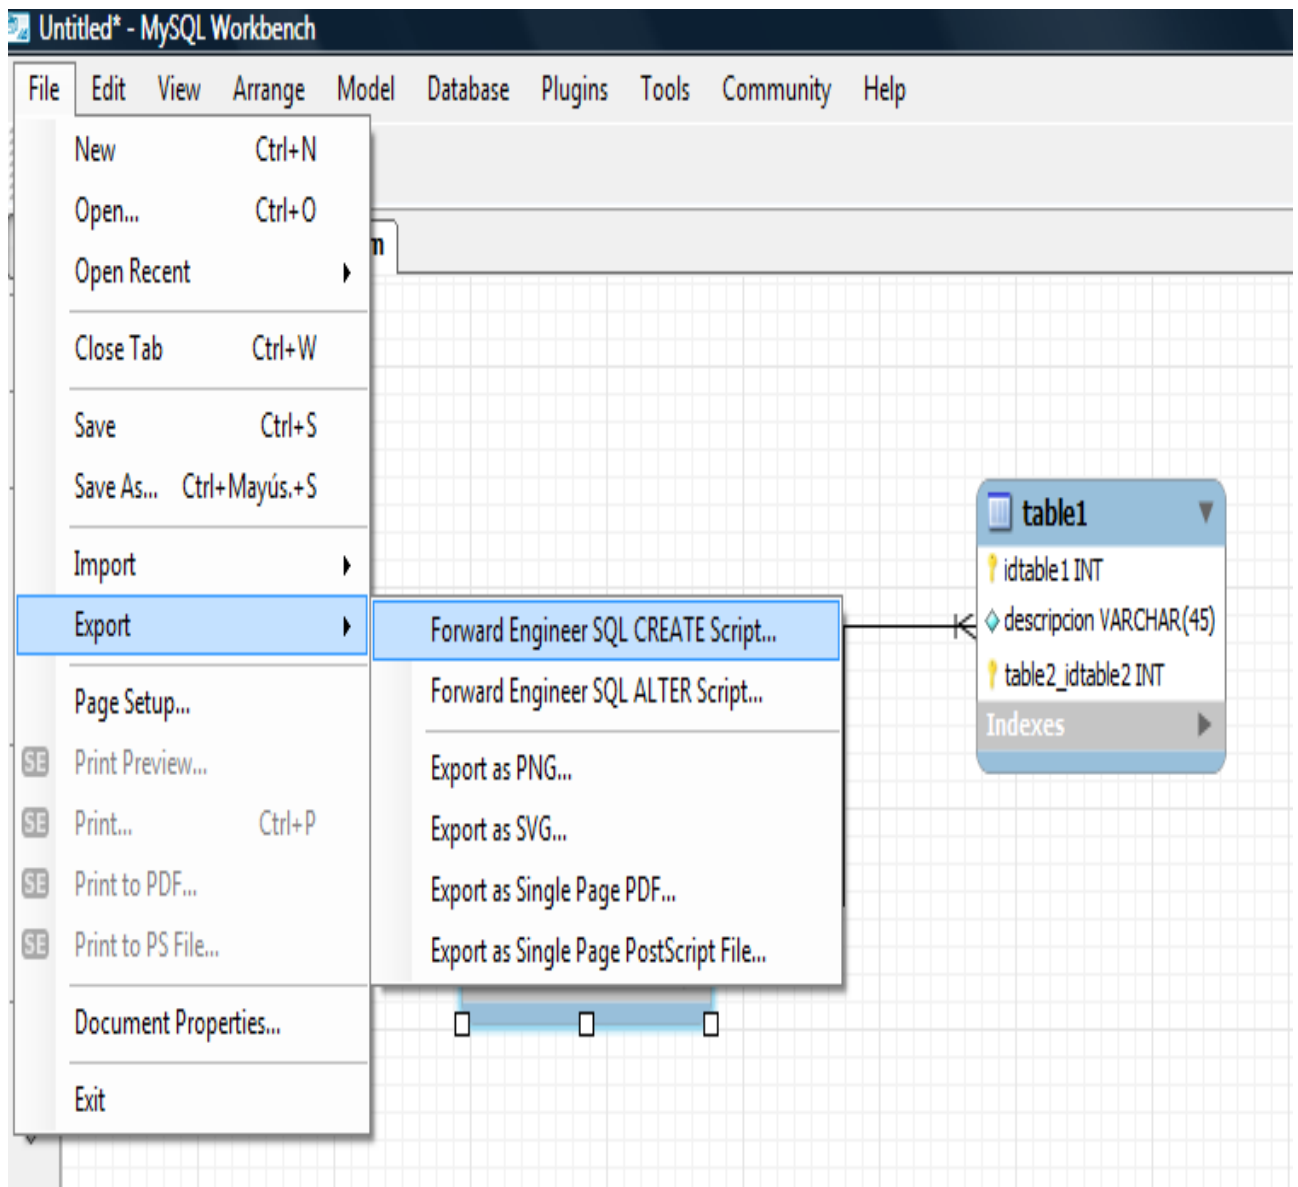 Untitled* - MySQL Workbench
File Edit View Arrange Model Database Plugins Tools Community Help
New Ctrl+N
Open... Ctrl+O
Open Recent
Close Tab Ctrl+W
Save Ctrl+S
Save As... Ctrl+Mayús.+S
Import
Export
Page Setup...
SE Print Preview...
SE Print... Ctrl+P
SE Print to PDF...
SE Print to PS File...
Document Properties...
Exit
Forward Engineer SQL CREATE Script...
Forward Engineer SQL ALTER Script...
Export as PNG...
Export as SVG...
Export as Single Page PDF...
Export as Single Page PostScript File...
table1
idtable1 INT
descripcion VARCHAR(45)
table2_idtable2 INT
Indexes